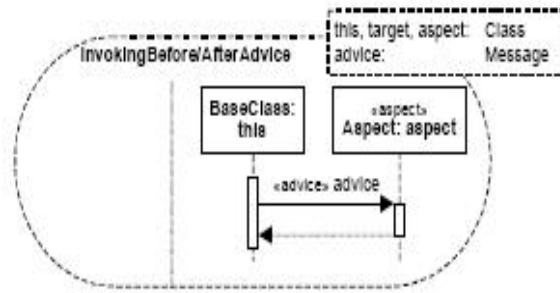 this, target, aspect: Class
advice: Message
InvokingBefore/AfterAdvice
BaseClass:
this
«aspect»
Aspect: aspect
«advice» advice